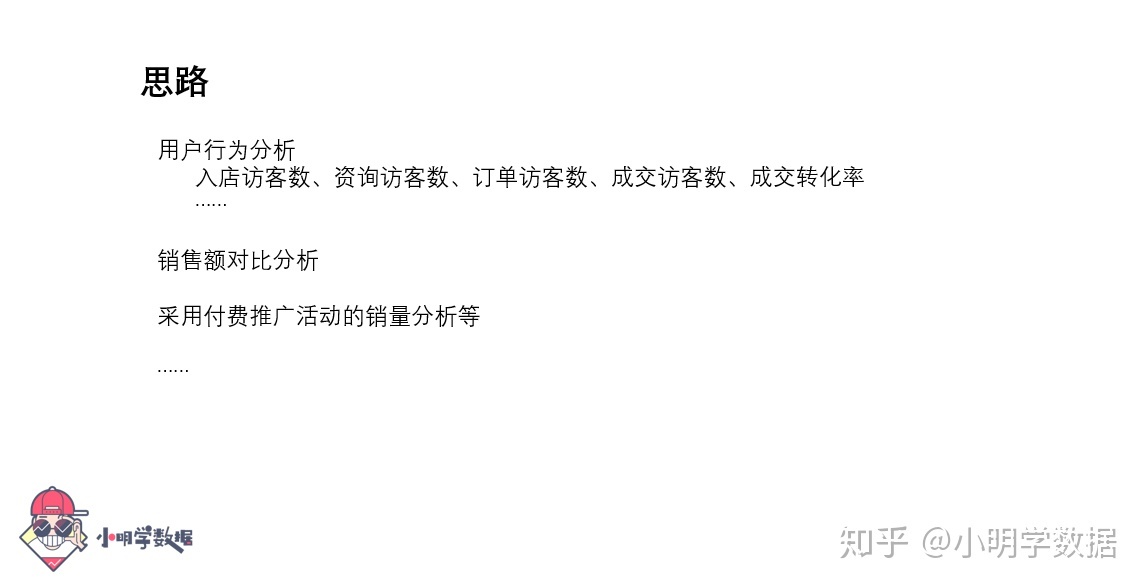 思路
用户行为分析
入店访客数、资询访客数、订单访客数、成交访客数、成交转化率
......
销售额对比分析
采用付费推广活动的销量分析等
......
小明学数据
知乎 @小明学数据